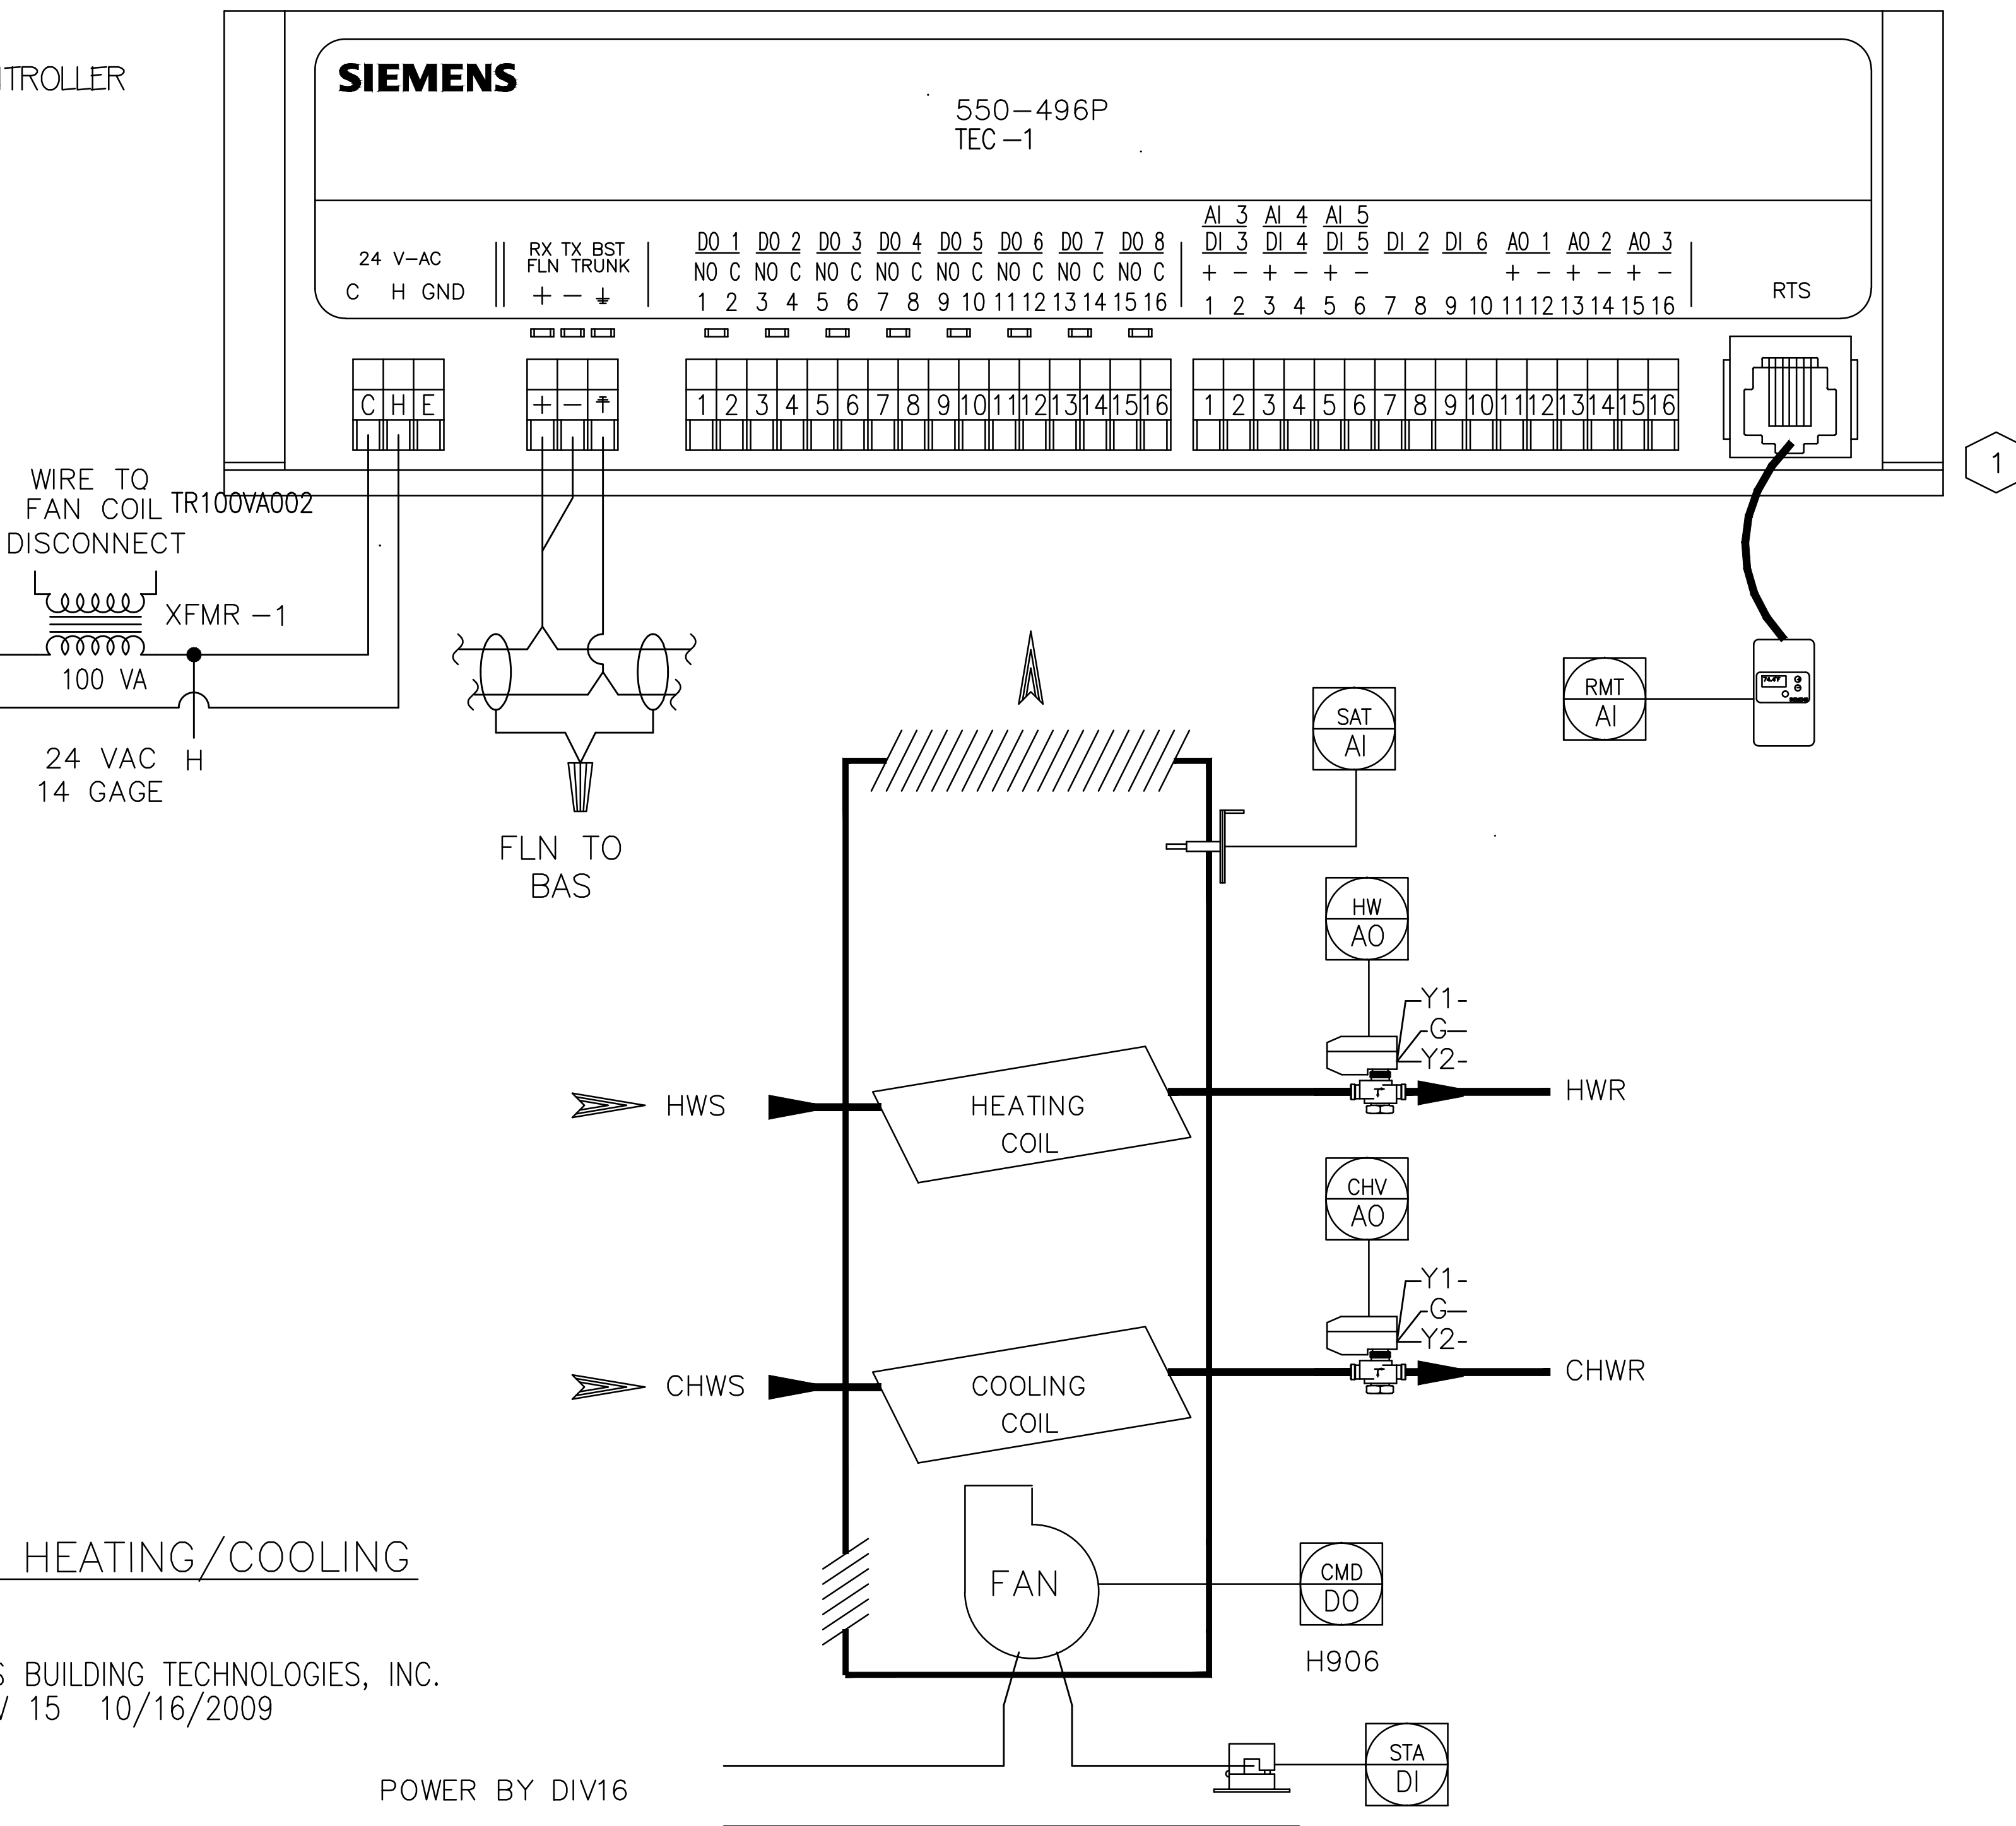 TROLLER
SIEMENS
550-496P
TEC-1
24 V-AC
C H GND
RX TX BST
FLN TRUNK
+ -
DO 1 DO 2 DO 3 DO 4 DO 5 DO 6 DO 7 DO 8
NO C NO C NO C NO C NO C NO C NO C NO C
1 2 3 4 5 6 7 8 9 10 11 12 13 14 15 16
AI 3 AI 4 AI 5
DI 3 DI 4 DI 5 DI 2 DI 6 AO 1 AO 2 AO 3
+ - + - + - + - + - + -
1 2 3 4 5 6 7 8 9 10 11 12 13 14 15 16
RTS
C H E
+ -
1 2 3 4 5 6 7 8 9 10 11 12 13 14 15 16
1 2 3 4 5 6 7 8 9 10 11 12 13 14 15 16
1
WIRE TO
FAN COIL
DISCONNECT
TR100VA002
XFMR -1
100 VA
24 VAC
14 GAGE
H
FLN TO
BAS
RMT
AI
SAT
AI
HW
AO
Y1-
G-
Y2-
HWS
HEATING
COIL
HWR
CHV
AO
Y1-
G-
Y2-
CHWS
COOLING
COIL
CHWR
FAN
CMD
DO
H906
HEATING/COOLING
S BUILDING TECHNOLOGIES, INC.
V 15 10/16/2009
POWER BY DIV16
STA
DI